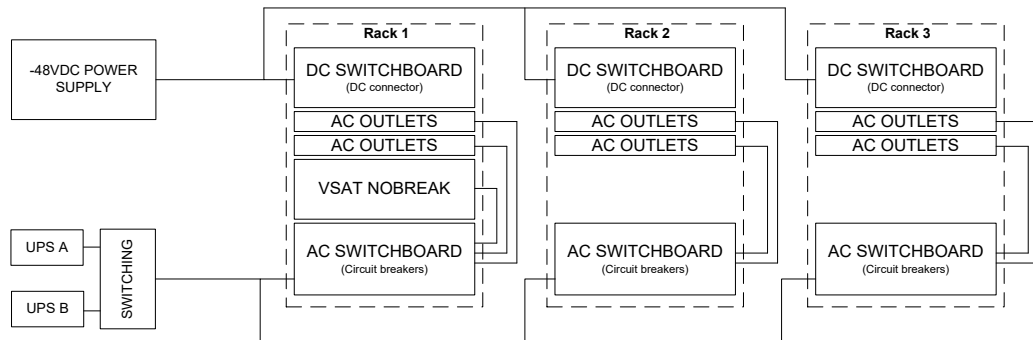 -48VDC POWER
SUPPLY
Rack 1
DC SWITCHBOARD
(DC connector)
AC OUTLETS
AC OUTLETS
VSAT NOBREAK
AC SWITCHBOARD
(Circuit breakers)
Rack 2
DC SWITCHBOARD
(DC connector)
AC OUTLETS
AC OUTLETS
AC SWITCHBOARD
(Circuit breakers)
Rack 3
DC SWITCHBOARD
(DC connector)
AC OUTLETS
AC OUTLETS
AC SWITCHBOARD
(Circuit breakers)
UPS A
UPS B
SWITCHING